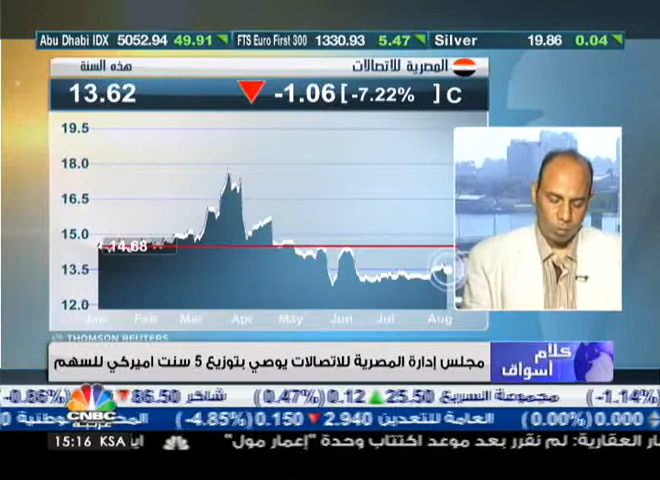 Abu Dhabi IDX 5052.94 49.91 FTS Euro First 300 1330.93 5.47 Silver 19.86 0.04
المصرية للاتصالات هذه السنة
13.62 -1.06 [ -7.22% ] C
19.5
18.0
16.5
15.0
14.68
13.5
12.0
Jan Feb Mar Apr May Jun Jul Aug
THOMSON REUTERS
كلام أسواق
مجلس إدارة المصرية للاتصالات يوصي بتوزيع 5 سنت اميركي للسهم
(-1.14% مجموعة السريع 25.50 0.12 (0.47%) شاكر 86.50 -0.86%)
0.000 (0.00%) العامة للتعدين 2.940 0.150 (-4.85%)
CNBC
عربية
15:16 KSA
العقارية: لم نقرر بعد موعد اكتتاب وحدة "إعمار مول"